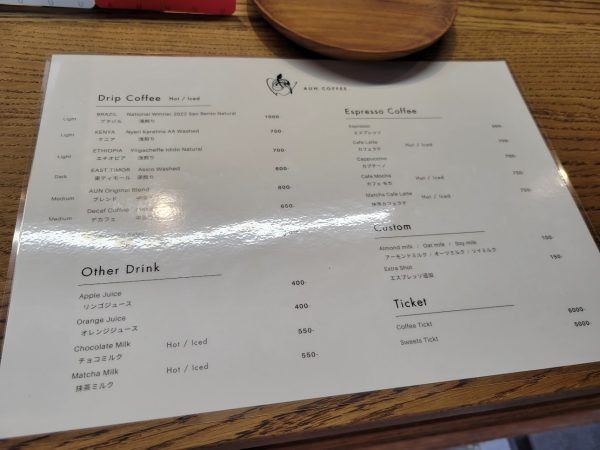 AUN COFFEE
Drip Coffee Hot / Iced
Light BRAZIL National Winner 2022 Sao Bento Natural 1000-
ブラジル 浅煎り
Light KENYA Nyeri Karatina AA Washed 700-
ケニア 浅煎り
Light ETHIOPIA Yirgacheffe Idido Natural 700-
エチオピア 浅煎り
Dark EAST TIMOR Asico Washed 600-
東ティモール 深煎り
Medium AUN Original Blend 600-
ブレンド
Medium Decaf Coffee 650-
デカフェ
Other Drink
Apple Juice 400-
リンゴジュース
Orange Juice 400-
オレンジジュース
Chocolate Milk Hot / Iced 550-
チョコミルク
Matcha Milk Hot / Iced 550-
抹茶ミルク
Espresso Coffee
Espresso
エスプレッソ
Cafe Latte Hot / Iced
カフェラテ
Cappuccino
カプチーノ
Cafe Mocha Hot / Iced
カフェモカ
Matcha Cafe Latte Hot / Iced
抹茶カフェラテ
Custom
Almond milk / Oat milk / Soy milk
アーモンドミルク / オーツミルク / ソイミルク
Extra Shot
エスプレッソ追加
Ticket
Coffee Tickt 6000-
Sweets Tickt 5000-